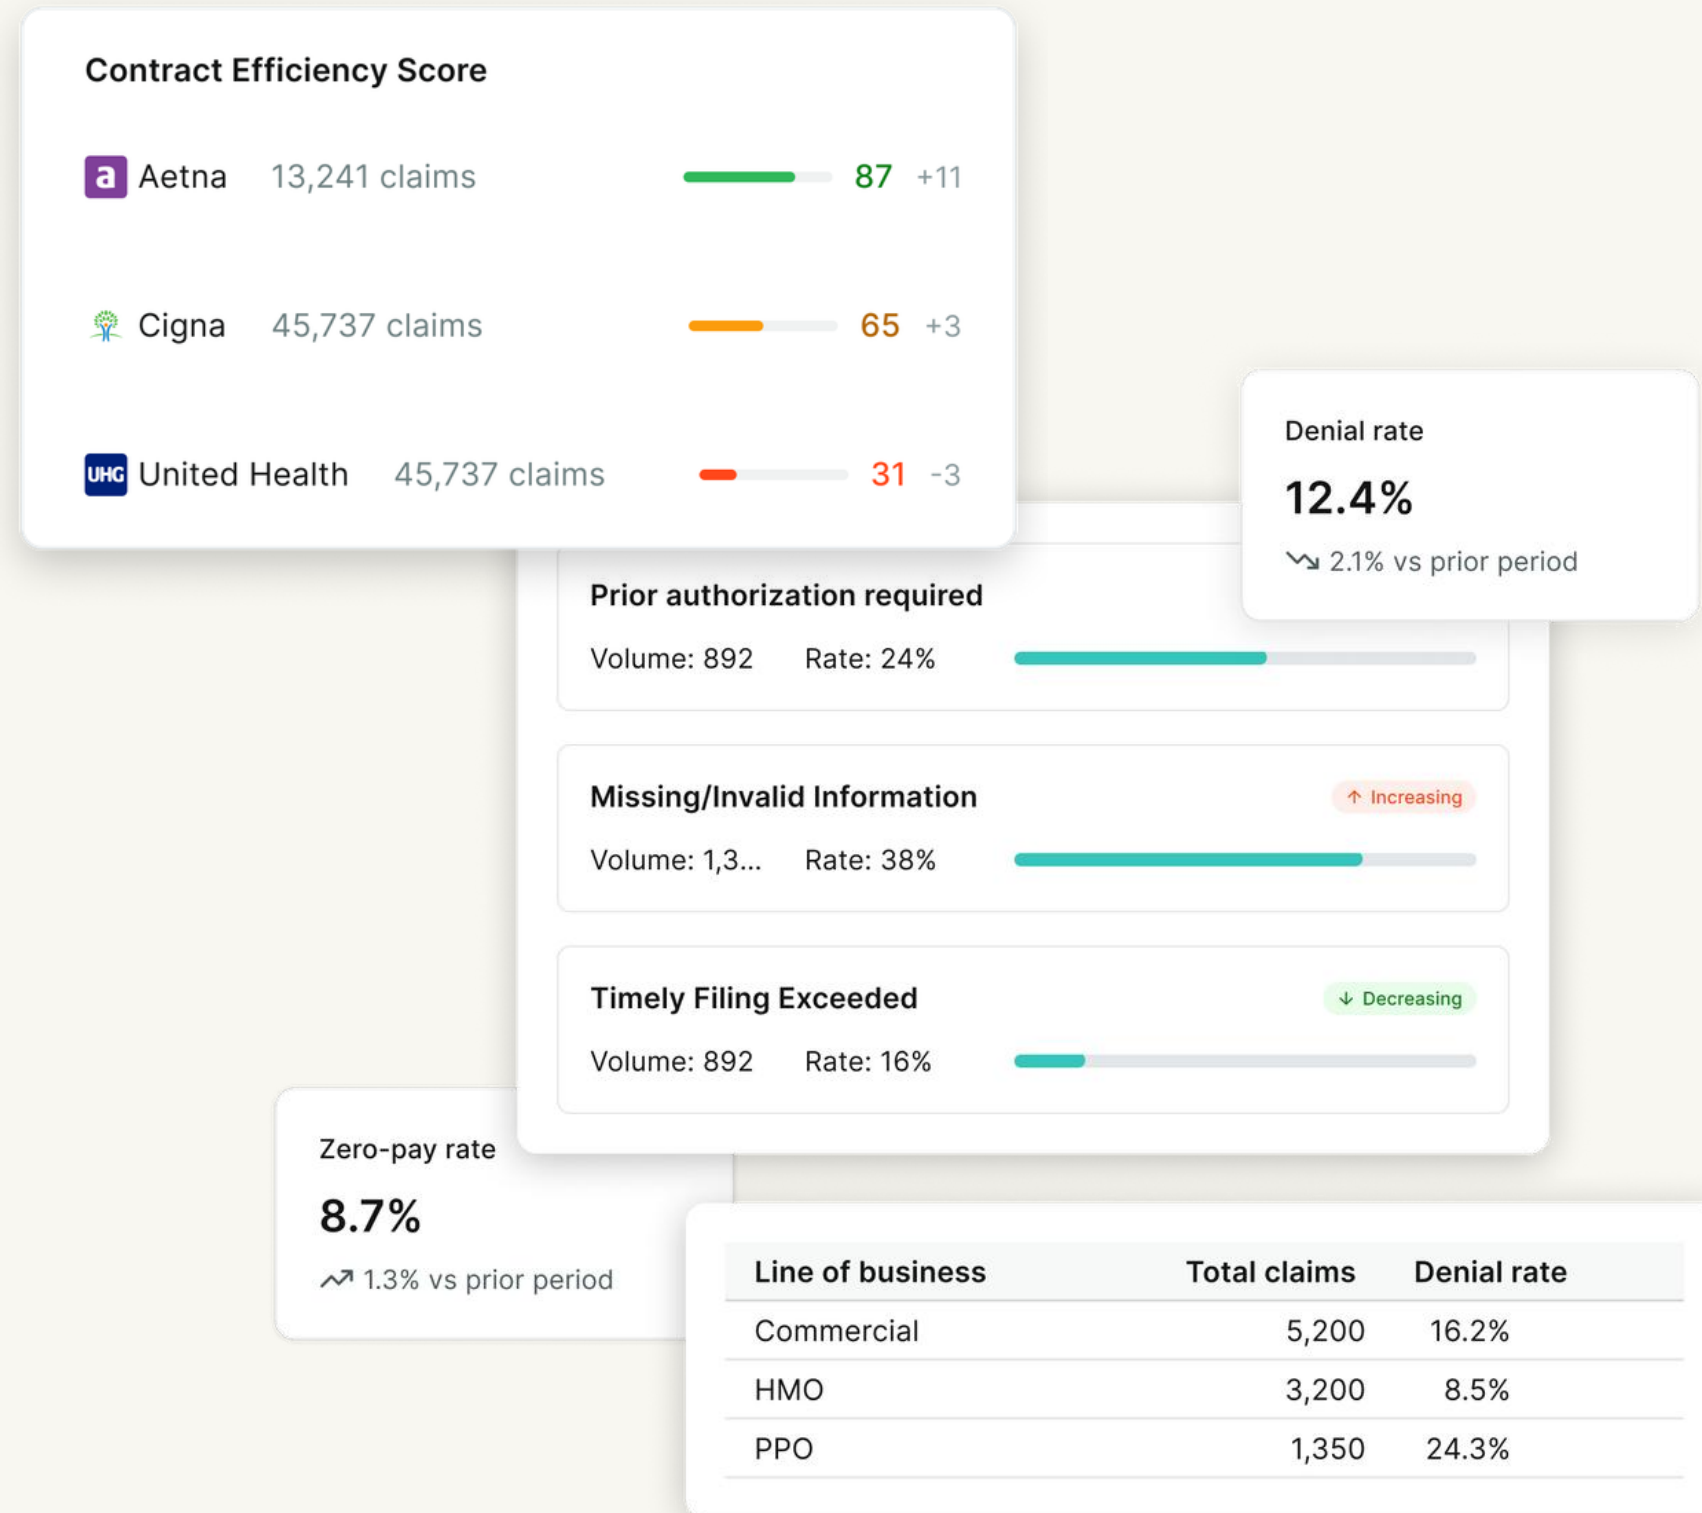 Contract Efficiency Score
a Aetna 13,241 claims 87 +11
Cigna 45,737 claims 65 +3
UHG United Health 45,737 claims 31 -3
Denial rate
12.4%
2.1% vs prior period
Prior authorization required
Volume: 892 Rate: 24%
Missing/Invalid Information ↑ Increasing
Volume: 1,3... Rate: 38%
Timely Filing Exceeded ↓ Decreasing
Volume: 892 Rate: 16%
Zero-pay rate
8.7%
1.3% vs prior period
Line of business Total claims Denial rate
Commercial 5,200 16.2%
HMO 3,200 8.5%
PPO 1,350 24.3%